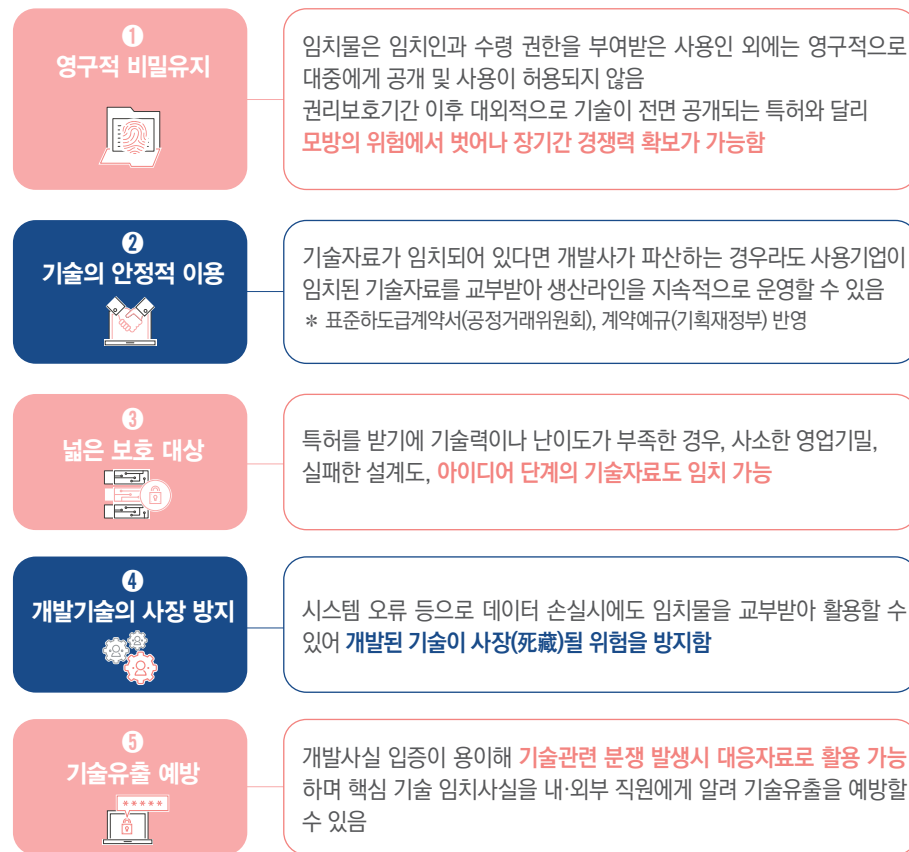 ❶
영구적 비밀유지
임치물은 임치인과 수령 권한을 부여받은 사용인 외에는 영구적으로
대중에게 공개 및 사용이 허용되지 않음
권리보호기간 이후 대외적으로 기술이 전면 공개되는 특허와 달리
모방의 위험에서 벗어나 장기간 경쟁력 확보가 가능함
❷
기술의 안정적 이용
기술자료가 임치되어 있다면 개발사가 파산하는 경우라도 사용기업이
임치된 기술자료를 교부받아 생산라인을 지속적으로 운영할 수 있음
* 표준하도급계약서(공정거래위원회), 계약예규(기획재정부) 반영
❸
넓은 보호 대상
특허를 받기에 기술력이나 난이도가 부족한 경우, 사소한 영업기밀,
실패한 설계도, 아이디어 단계의 기술자료도 임치 가능
❹
개발기술의 사장 방지
시스템 오류 등으로 데이터 손실시에도 임치물을 교부받아 활용할 수
있어 개발된 기술이 사장(死藏)될 위험을 방지함
❺
기술유출 예방
*****
개발사실 입증이 용이해 기술관련 분쟁 발생시 대응자료로 활용 가능
하며 핵심 기술 임치사실을 내·외부 직원에게 알려 기술유출을 예방할
수 있음